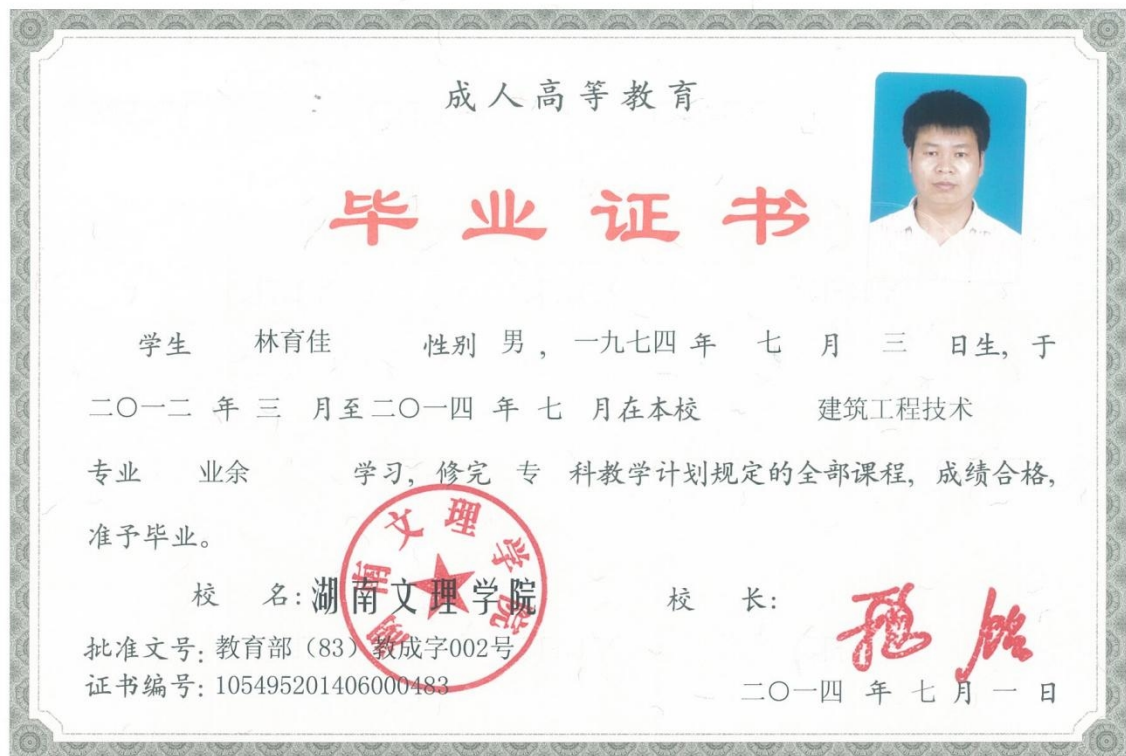 成人高等教育
毕业证书
学生 林育佳 性别 男，一九七四 年 七 月 三 日生，于
二〇一二 年 三 月至二〇一四 年 七 月在本校 建筑工程技术
专业 业余 学习，修完 专 科教学计划规定的全部课程，成绩合格，
准予毕业。
湖南文理学院
校 名：湖南文理学院 校 长：
批准文号：教育部（83）教成字002号
证书编号：105495201406000483 二〇一四 年 七 月 一 日